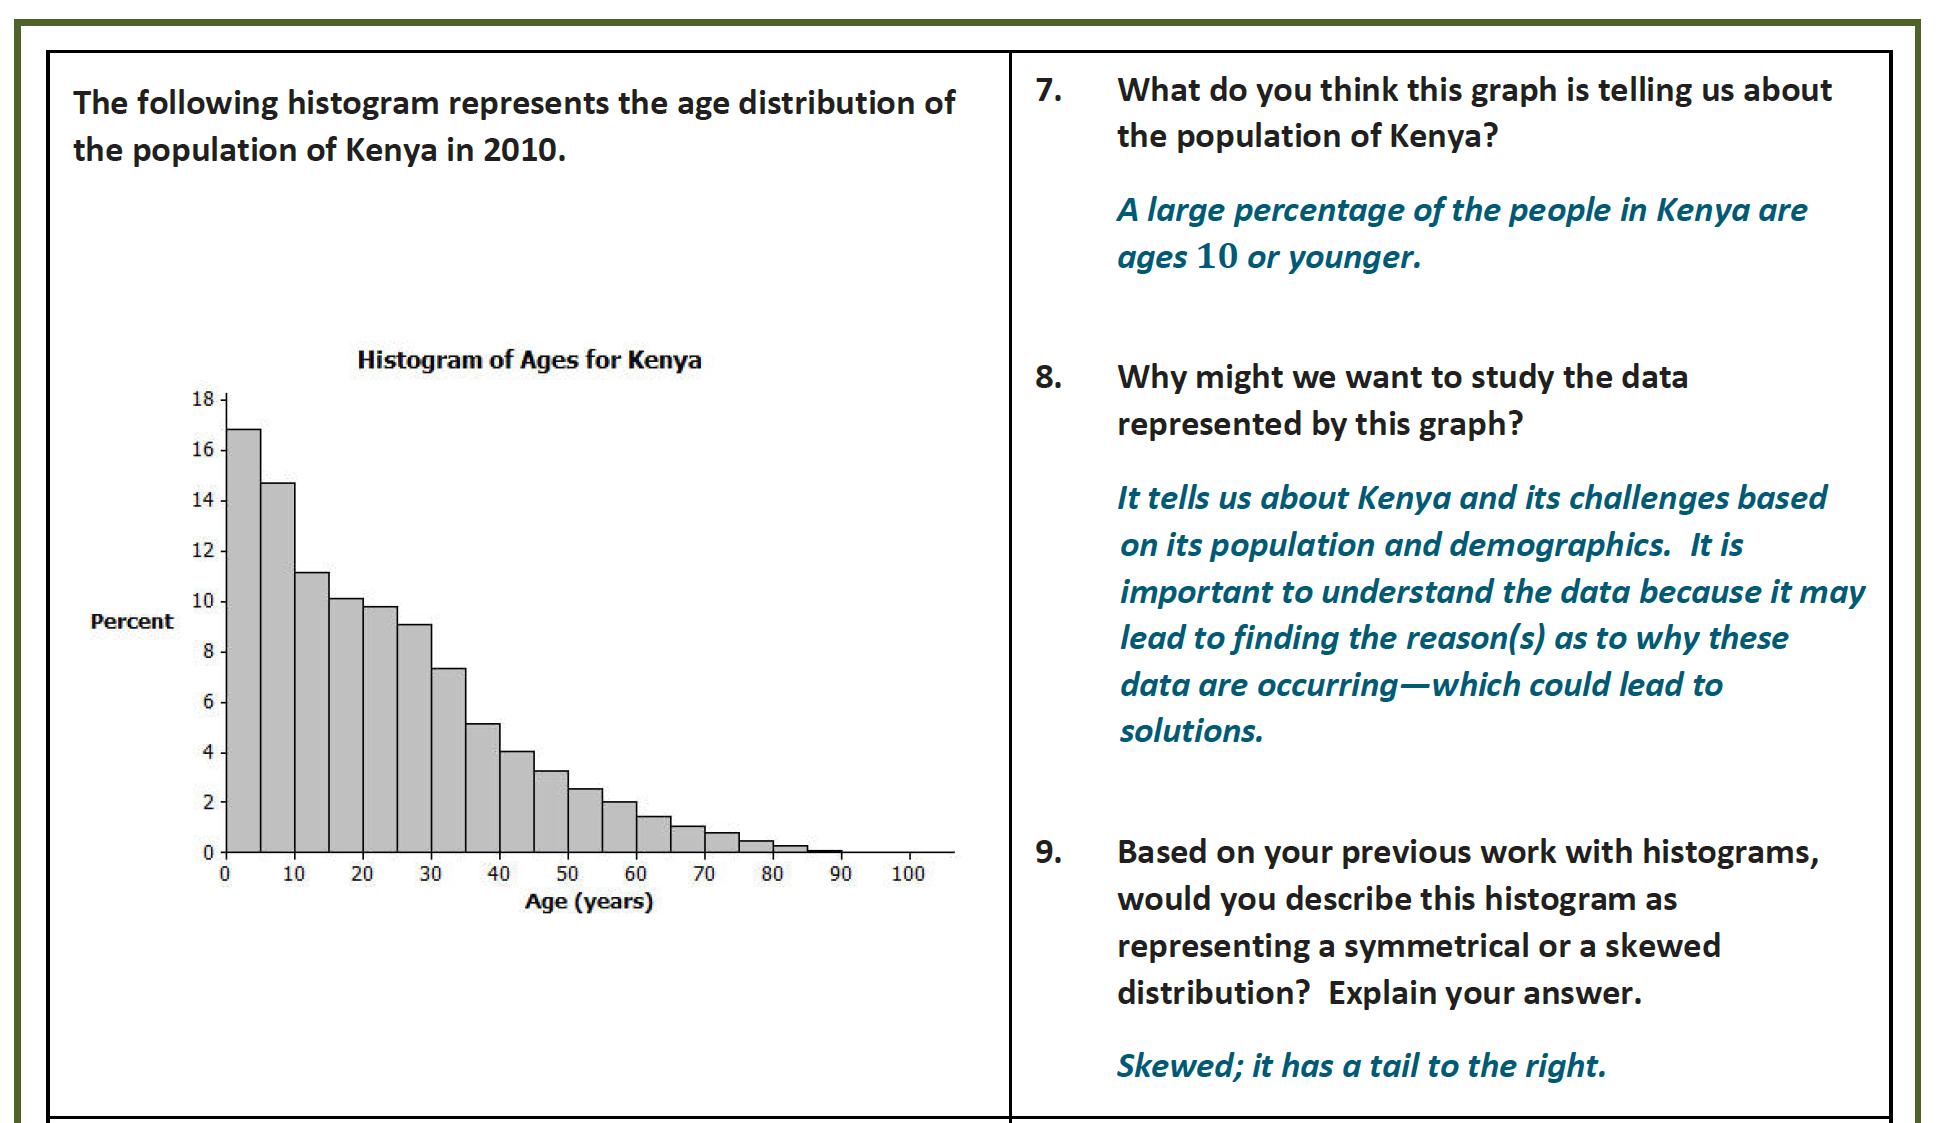 The following histogram represents the age distribution of
the population of Kenya in 2010.
Histogram of Ages for Kenya
18
16
14
12
10
8
6
4
2
0
Percent
0 10 20 30 40 50 60 70 80 90 100
Age (years)
7. What do you think this graph is telling us about
the population of Kenya?
A large percentage of the people in Kenya are
ages 10 or younger.
8. Why might we want to study the data
represented by this graph?
It tells us about Kenya and its challenges based
on its population and demographics. It is
important to understand the data because it may
lead to finding the reason(s) as to why these
data are occurring—which could lead to
solutions.
9. Based on your previous work with histograms,
would you describe this histogram as
representing a symmetrical or a skewed
distribution? Explain your answer.
Skewed; it has a tail to the right.